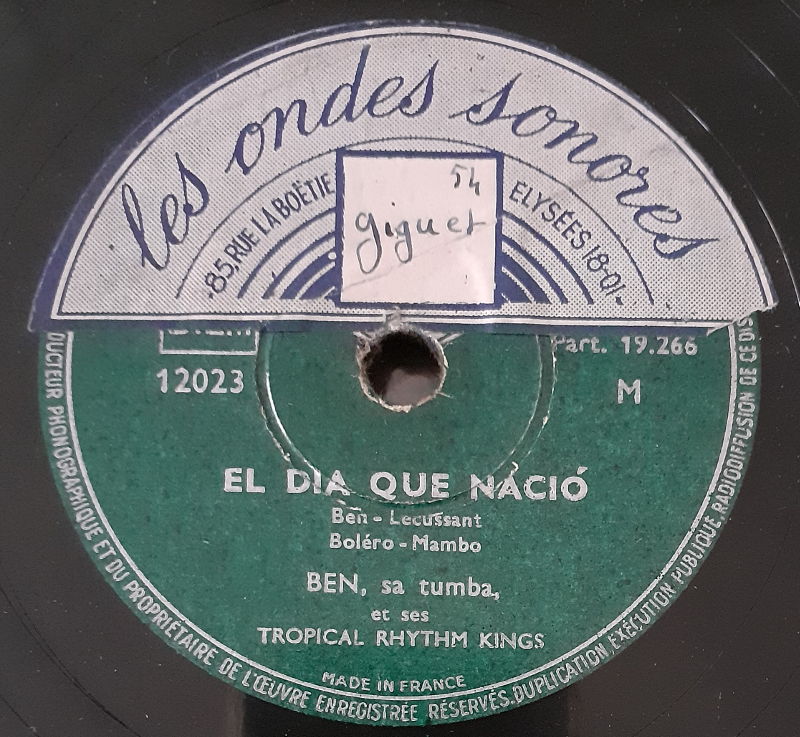 les ondes sonores
85, RUE LA BOËTIE
ELYSÉES 18-01
54
giguet
12023
Part. 19.266
M
EL DIA QUE NACIÓ
Ben - Lecussant
Boléro - Mambo
BEN, sa tumba,
et ses
TROPICAL RHYTHM KINGS
MADE IN FRANCE
DUCTEUR PHONOGRAPHIQUE ET DU PROPRIÉTAIRE DE L'ŒUVRE ENREGISTRÉE RÉSERVÉS. DUPLICATION, EXÉCUTION PUBLIQUE RADIODIFFUSION DE CE DIS